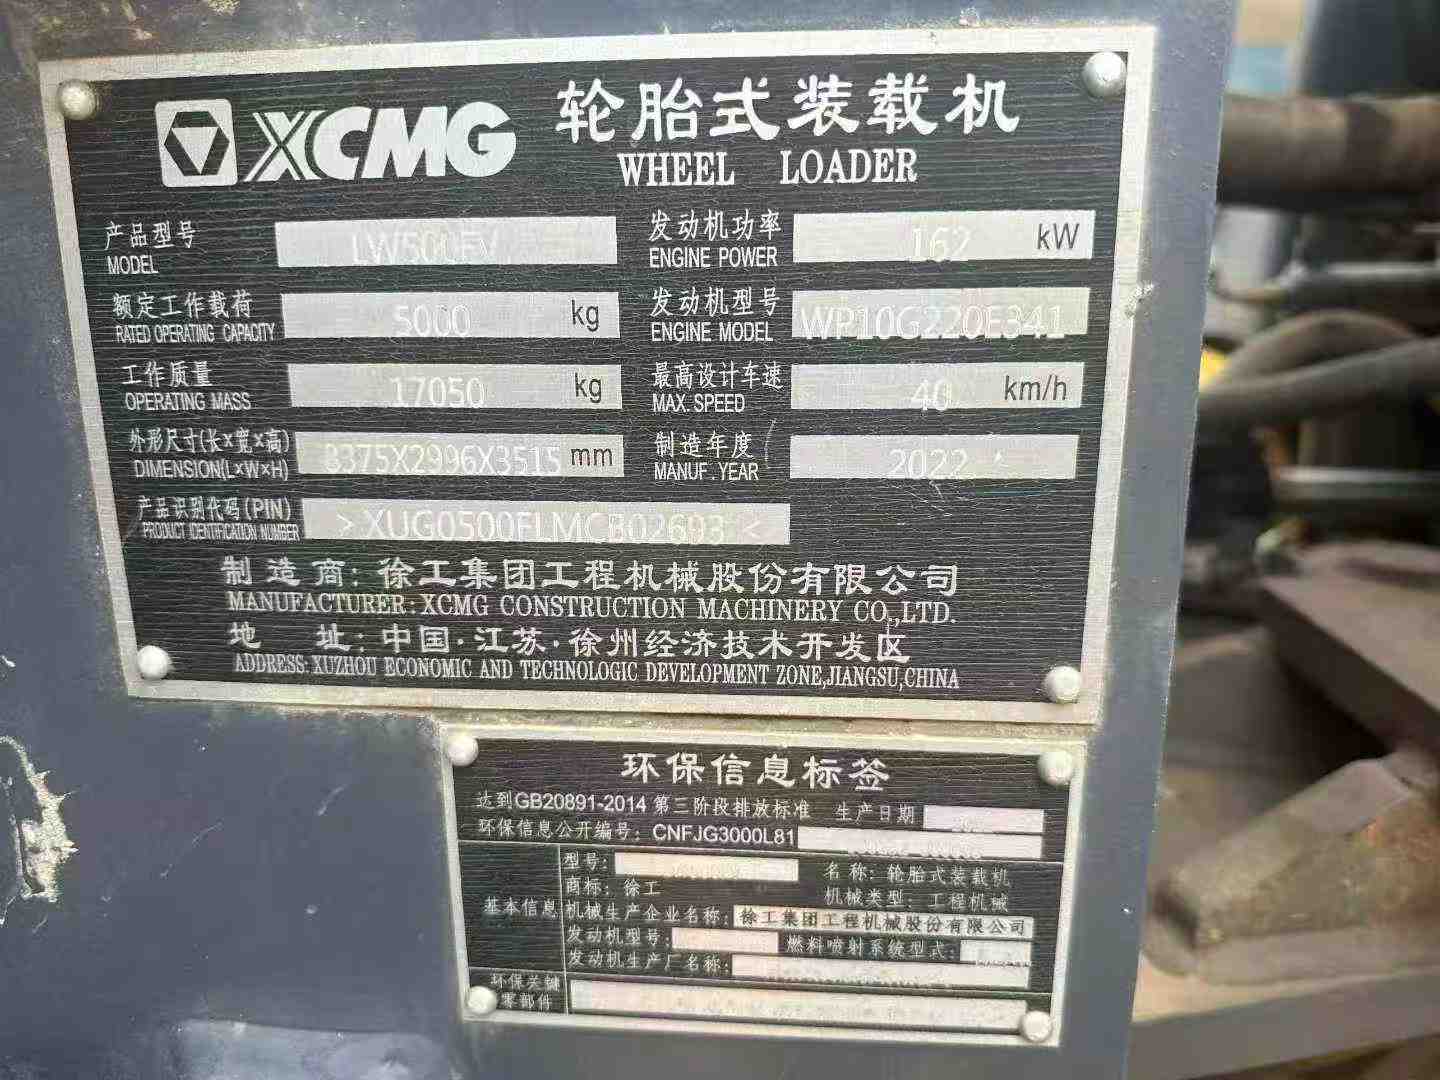 XCMG 轮胎式装载机
WHEEL LOADER
产品型号 LW500FV 发动机功率 162 kW
MODEL ENGINE POWER
额定工作载荷 5000 kg 发动机型号 WP10G220E341
RATED OPERATING CAPACITY ENGINE MODEL
工作质量 17050 kg 最高设计车速 40 km/h
OPERATING MASS MAX. SPEED
外形尺寸(长×宽×高) 8375X2996X3515 mm 制造年度 2022
DIMENSION(L×W×H) MANUF.YEAR
产品识别代码(PIN) >XUG0500FLMCB02693<
PRODUCT IDENTIFICATION NUMBER
制造商:徐工集团工程机械股份有限公司
MANUFACTURER:XCMG CONSTRUCTION MACHINERY CO.,LTD.
地 址:中国·江苏·徐州经济技术开发区
ADDRESS:XUZHOU ECONOMIC AND TECHNOLOGIC DEVELOPMENT ZONE,JIANGSU,CHINA
环保信息标签
达到GB20891-2014 第三阶段排放标准 生产日期
环保信息公开编号:CNFJG3000L81
型号: 名称:轮胎式装载机
商标:徐工 机械类型:工程机械
基本信息 机械生产企业名称:徐工集团工程机械股份有限公司
发动机型号: 燃料喷射系统型式:
发动机生产厂名称:
环保关键
零部件